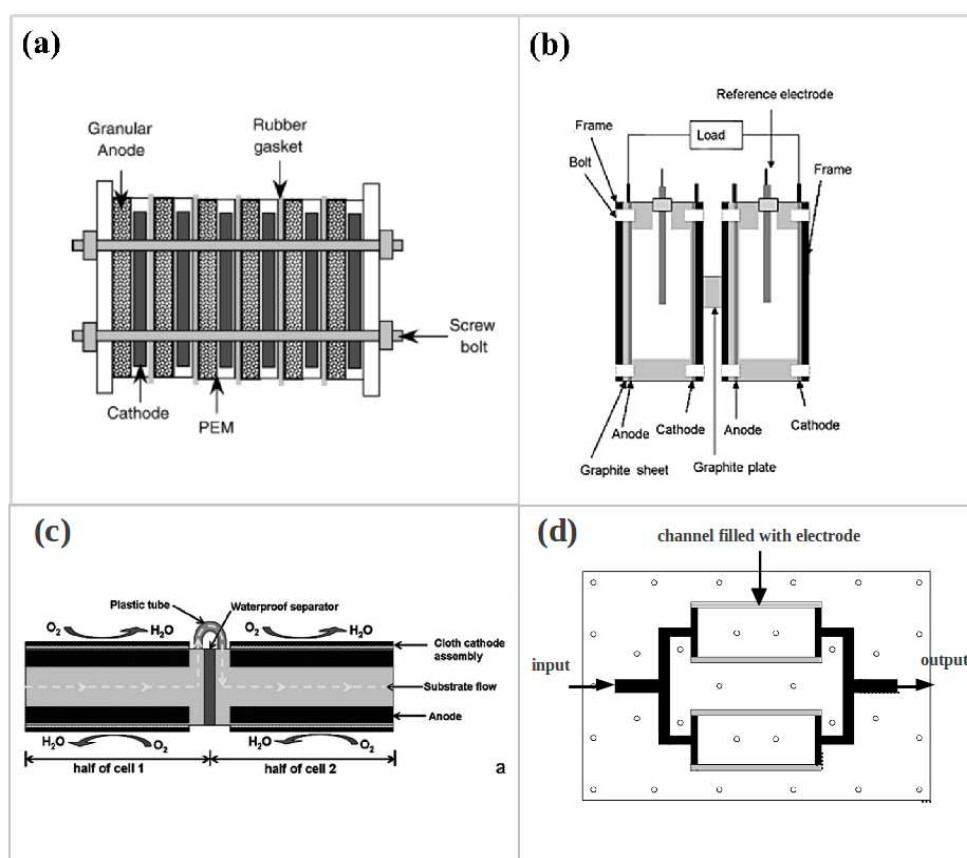 (a)
Granular
Anode
Rubber
gasket
Screw
bolt
Cathode
PEM
(b)
Reference electrode
Frame
Load
Bolt
Frame
Anode
Cathode
Anode
Cathode
Graphite sheet
Graphite plate
(c)
Plastic tube
Waterproof separator
O2
H2O
O2
H2O
Cloth cathode
assembly
Substrate flow
Anode
H2O
O2
H2O
O2
half of cell 1
half of cell 2
a
(d)
channel filled with electrode
input
output